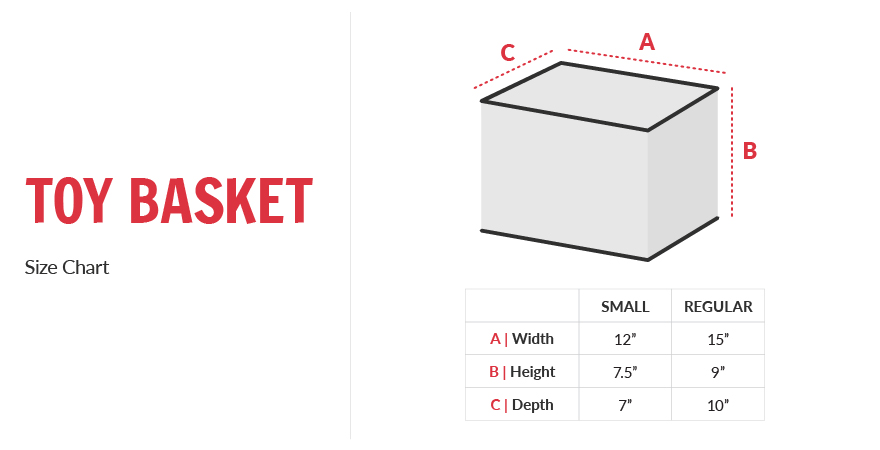 TOY BASKET
Size Chart
C
A
B
SMALL REGULAR
A | Width 12” 15”
B | Height 7.5” 9”
C | Depth 7” 10”